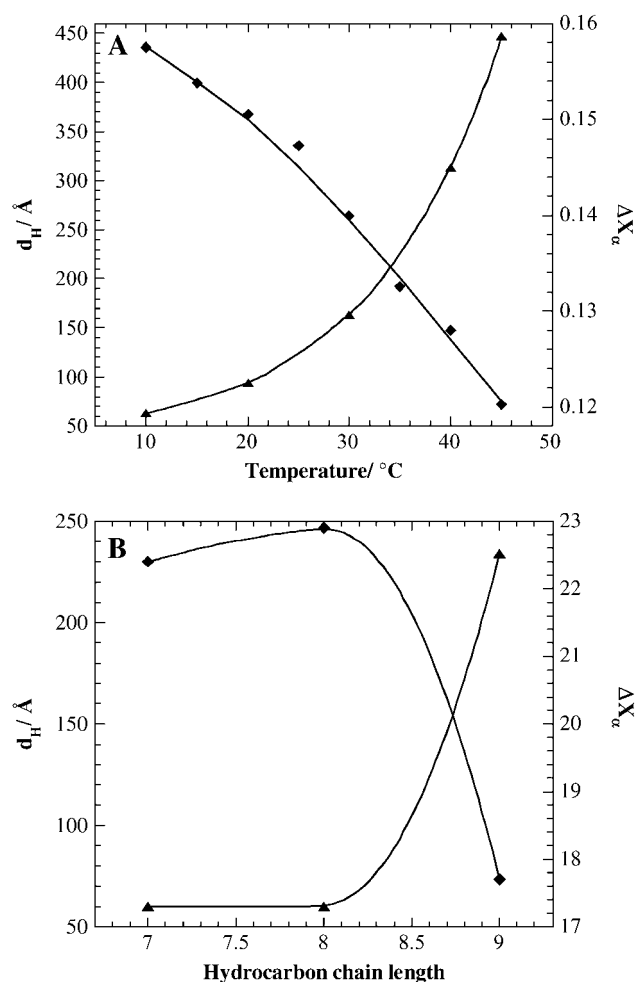 A
450
400
350
300
250
200
150
100
50
d_H/ Å
0.16
0.15
0.14
0.13
0.12
ΔX_α
10 20 30 40 50
Temperature/ °C
B
250
200
150
100
50
d_H/ Å
23
22
21
20
19
18
17
ΔX_α
7 7.5 8 8.5 9
Hydrocarbon chain length